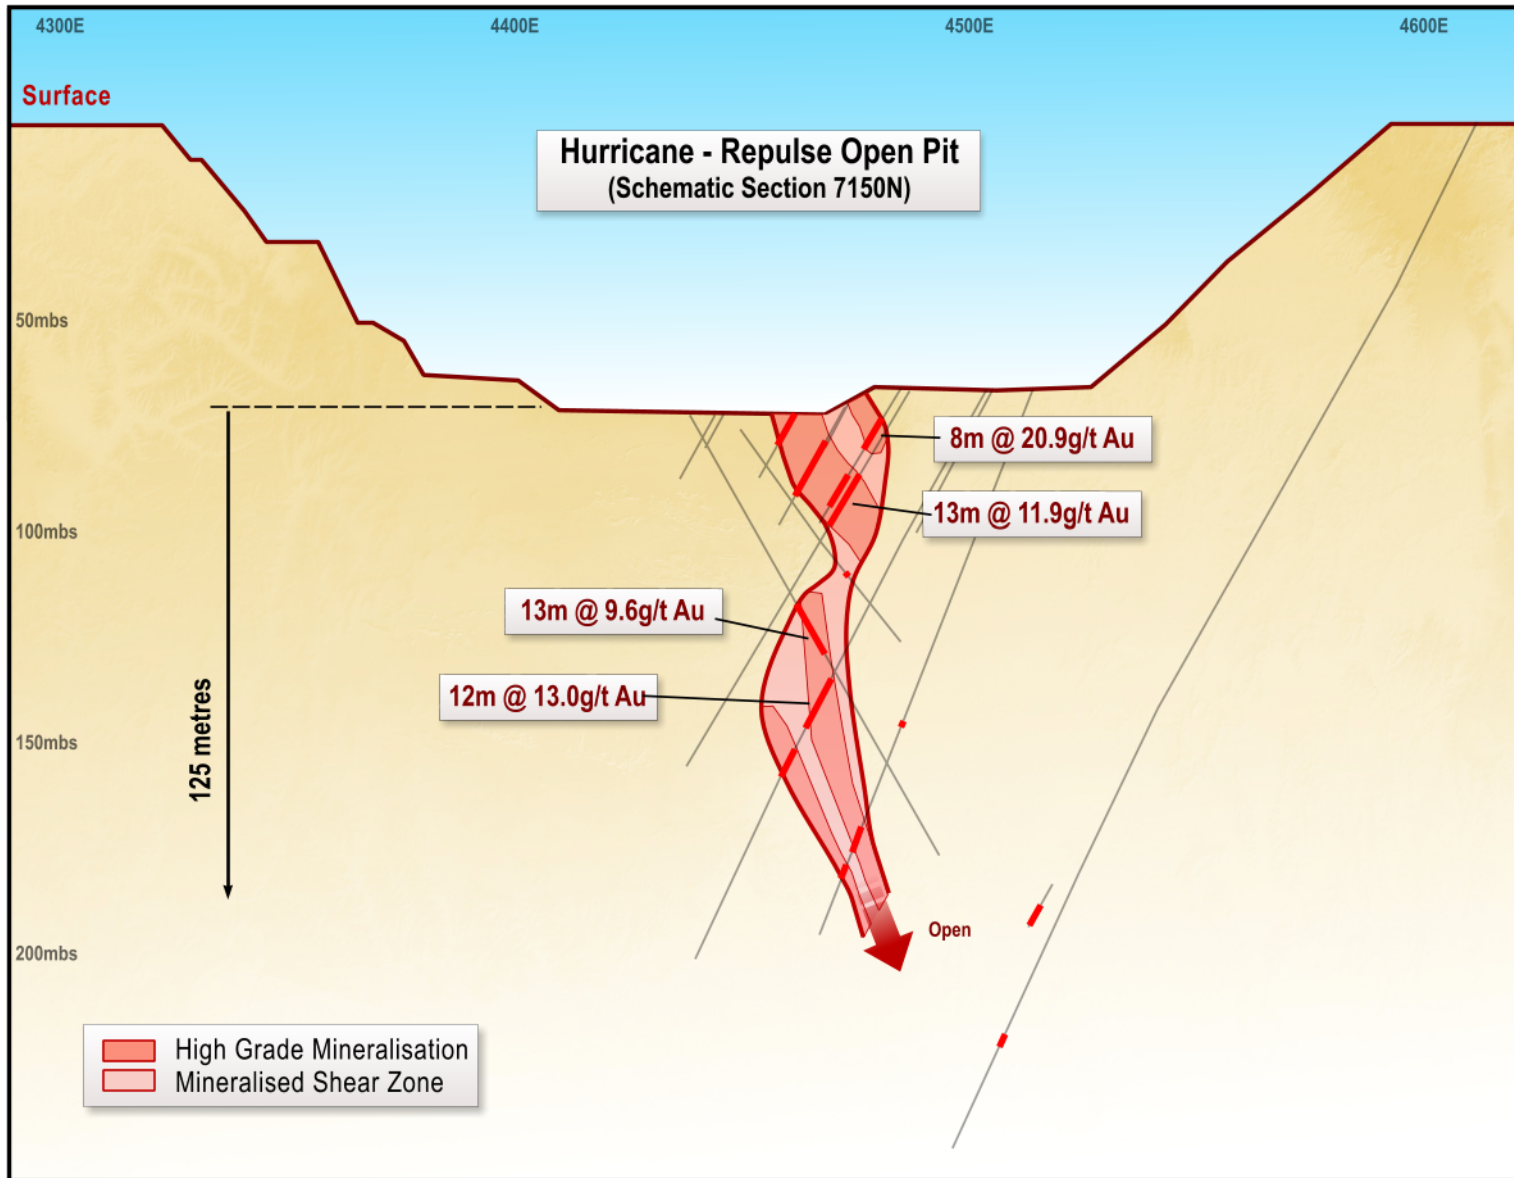 4300E
4400E
4500E
4600E
Surface
Hurricane - Repulse Open Pit
(Schematic Section 7150N)
50mbs
8m @ 20.9g/t Au
13m @ 11.9g/t Au
100mbs
13m @ 9.6g/t Au
12m @ 13.0g/t Au
125 metres
150mbs
Open
200mbs
High Grade Mineralisation
Mineralised Shear Zone